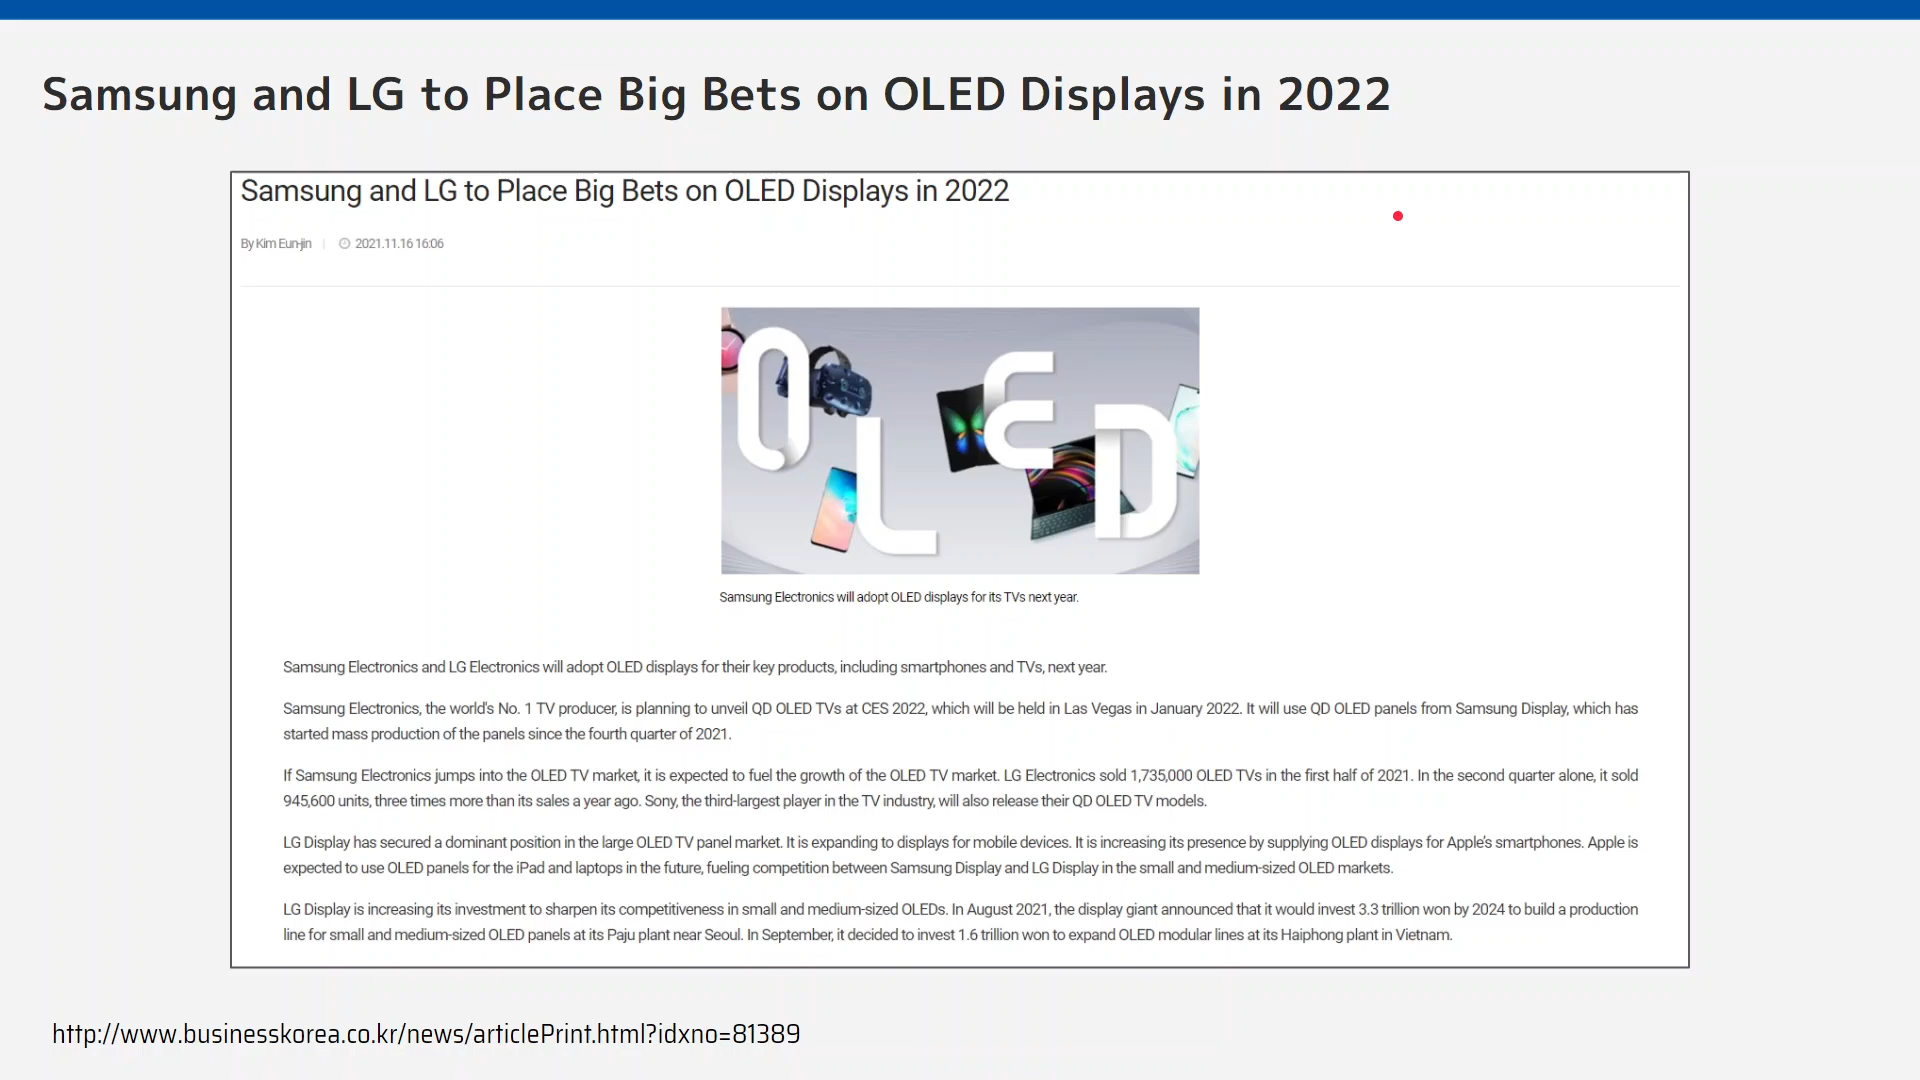 Samsung and LG to Place Big Bets on OLED Displays in 2022
Samsung and LG to Place Big Bets on OLED Displays in 2022
By Kim Eun-jin | 2021.11.16 16:06
OLED
Samsung Electronics will adopt OLED displays for its TVs next year.
Samsung Electronics and LG Electronics will adopt OLED displays for their key products, including smartphones and TVs, next year.
Samsung Electronics, the world's No. 1 TV producer, is planning to unveil QD OLED TVs at CES 2022, which will be held in Las Vegas in January 2022. It will use QD OLED panels from Samsung Display, which has
started mass production of the panels since the fourth quarter of 2021.
If Samsung Electronics jumps into the OLED TV market, it is expected to fuel the growth of the OLED TV market. LG Electronics sold 1,735,000 OLED TVs in the first half of 2021. In the second quarter alone, it sold
945,600 units, three times more than its sales a year ago. Sony, the third-largest player in the TV industry, will also release their QD OLED TV models.
LG Display has secured a dominant position in the large OLED TV panel market. It is expanding to displays for mobile devices. It is increasing its presence by supplying OLED displays for Apple's smartphones. Apple is
expected to use OLED panels for the iPad and laptops in the future, fueling competition between Samsung Display and LG Display in the small and medium-sized OLED markets.
LG Display is increasing its investment to sharpen its competitiveness in small and medium-sized OLEDs. In August 2021, the display giant announced that it would invest 3.3 trillion won by 2024 to build a production
line for small and medium-sized OLED panels at its Paju plant near Seoul. In September, it decided to invest 1.6 trillion won to expand OLED modular lines at its Haiphong plant in Vietnam.
http://www.businesskorea.co.kr/news/articlePrint.html?idxno=81389